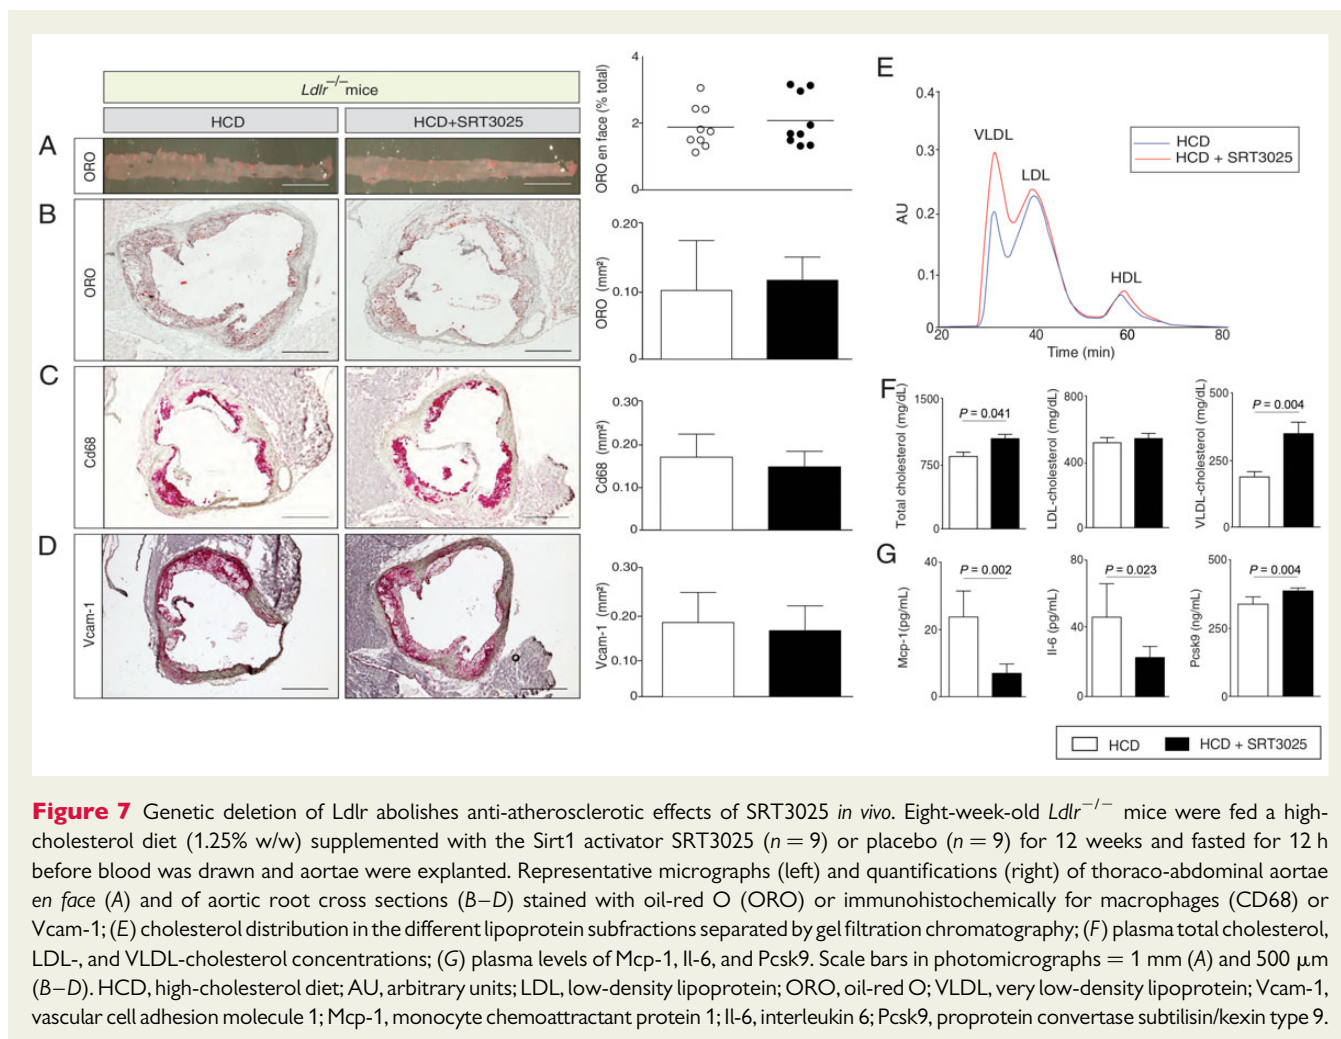 Ldlr−/− mice
HCD
HCD+SRT3025
A
ORO
B
ORO
C
Cd68
D
Vcam-1
ORO en face (% total)
4
2
0
ORO (mm²)
0.20
0.10
0
Cd68 (mm²)
0.30
0.20
0.10
0
Vcam-1 (mm²)
0.30
0.20
0.10
0
E
AU
0.4
0.3
0.2
0.1
0
20
40
60
80
Time (min)
VLDL
LDL
HDL
HCD
HCD + SRT3025
F
Total cholesterol (mg/dL)
1500
750
0
P = 0.041
LDL-cholesterol (mg/dL)
800
400
0
VLDL-cholesterol (mg/dL)
500
250
0
P = 0.004
G
Mcp-1(pg/mL)
40
20
0
P = 0.002
Il-6 (pg/mL)
80
40
0
P = 0.023
Pcsk9 (ng/mL)
500
250
0
P = 0.004
HCD
HCD + SRT3025
Figure 7 Genetic deletion of Ldlr abolishes anti-atherosclerotic effects of SRT3025 in vivo. Eight-week-old Ldlr−/− mice were fed a high-
cholesterol diet (1.25% w/w) supplemented with the Sirt1 activator SRT3025 (n = 9) or placebo (n = 9) for 12 weeks and fasted for 12 h
before blood was drawn and aortae were explanted. Representative micrographs (left) and quantifications (right) of thoraco-abdominal aortae
en face (A) and of aortic root cross sections (B–D) stained with oil-red O (ORO) or immunohistochemically for macrophages (CD68) or
Vcam-1; (E) cholesterol distribution in the different lipoprotein subfractions separated by gel filtration chromatography; (F) plasma total cholesterol,
LDL-, and VLDL-cholesterol concentrations; (G) plasma levels of Mcp-1, Il-6, and Pcsk9. Scale bars in photomicrographs = 1 mm (A) and 500 μm
(B–D). HCD, high-cholesterol diet; AU, arbitrary units; LDL, low-density lipoprotein; ORO, oil-red O; VLDL, very low-density lipoprotein; Vcam-1,
vascular cell adhesion molecule 1; Mcp-1, monocyte chemoattractant protein 1; Il-6, interleukin 6; Pcsk9, proprotein convertase subtilisin/kexin type 9.